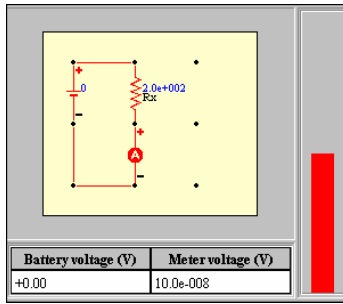 +
0
2.0e+002
Rx
-
+
A
-
Battery voltage (V) Meter voltage (V)
+0.00 10.0e-008